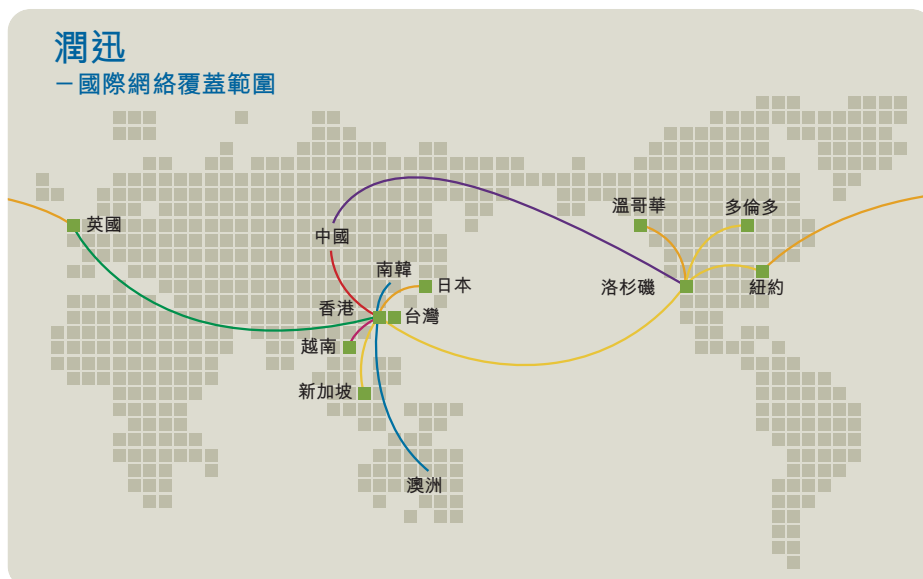 潤迅
－國際網絡覆蓋範圍
溫哥華
多倫多
英國
中國
南韓
日本
洛杉磯
紐約
香港
台灣
越南
新加坡
澳洲